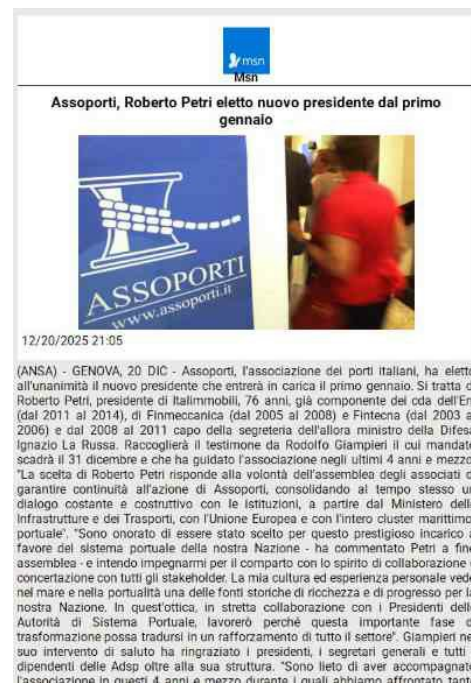 msn
Msn
Assoporti, Roberto Petri eletto nuovo presidente dal primo
gennaio
ASSOPORTI
www.assoporti.it
12/20/2025 21:05
(ANSA) - GENOVA, 20 DIC - Assoporti, l'associazione dei porti italiani, ha eletto
all'unanimità il nuovo presidente che entrerà in carica il primo gennaio. Si tratta d
Roberto Petri, presidente di Italimmobili, 76 anni, già componente del cda dell'En
(dal 2011 al 2014), di Finmeccanica (dal 2005 al 2008) e Fintecna (dal 2003 a
2006) e dal 2008 al 2011 capo della segreteria dell'allora ministro della Difesa
Ignazio La Russa. Raccoglierà il testimone da Rodolfo Giampieri il cui mandato
scadrà il 31 dicembre e che ha guidato l'associazione negli ultimi 4 anni e mezzo.
"La scelta di Roberto Petri risponde alla volontà dell'assemblea degli associati d
garantire continuità all'azione di Assoporti, consolidando al tempo stesso un
dialogo costante e costruttivo con le istituzioni, a partire dal Ministero delle
Infrastrutture e dei Trasporti, con l'Unione Europea e con l'intero cluster marittimo
portuale". "Sono onorato di essere stato scelto per questo prestigioso incarico a
favore del sistema portuale della nostra Nazione - ha commentato Petri a fine
assemblea - e intendo impegnarmi per il comparto con lo spirito di collaborazione e
concertazione con tutti gli stakeholder. La mia cultura ed esperienza personale vede
nel mare e nella portualità una delle fonti storiche di ricchezza e di progresso per la
nostra Nazione. In quest'ottica, in stretta collaborazione con i Presidenti delle
Autorità di Sistema Portuale, lavorerò perché questa importante fase d
trasformazione possa tradursi in un rafforzamento di tutto il settore". Giampieri ne
suo intervento di saluto ha ringraziato i presidenti, i segretari generali e tutti i
dipendenti delle Adsp oltre alla sua struttura. "Sono lieto di aver accompagnato
l'associazione in questi 4 anni e mezzo durante i quali abbiamo affrontato tante